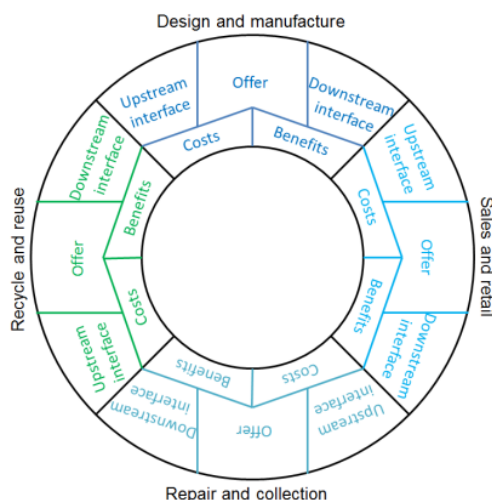 Design and manufacture
Upstream
interface
Offer
Downstream
interface
Costs
Benefits
Sales and retail
Upstream
interface
Offer
Downstream
interface
Costs
Benefits
Repair and collection
Upstream
interface
Offer
Downstream
interface
Costs
Benefits
Recycle and reuse
Upstream
interface
Offer
Downstream
interface
Costs
Benefits